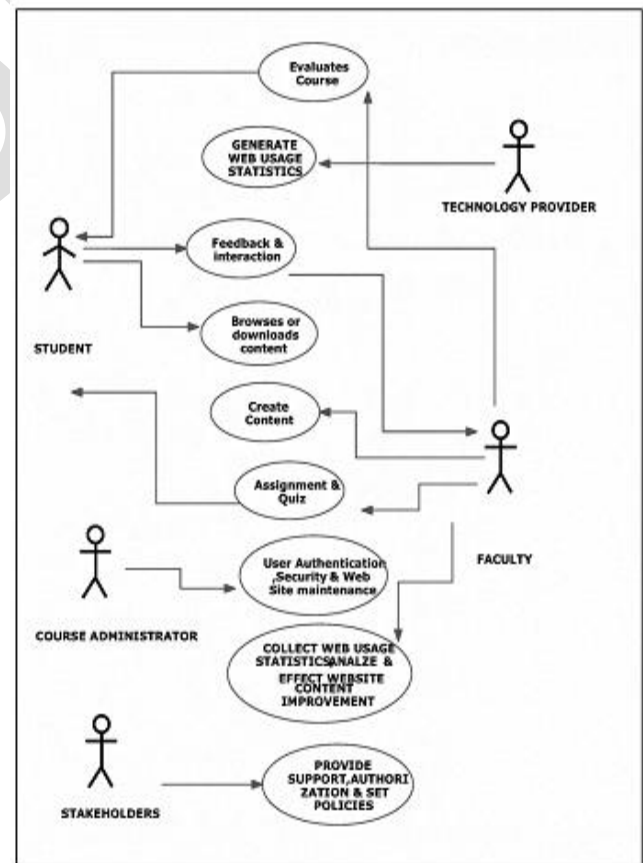 Evaluates
Course
GENERATE
WEB USAGE
STATISTICS
TECHNOLOGY PROVIDER
Feedback &
interaction
STUDENT
Browses or
downloads
content
Create
Content
Assignment &
Quiz
FACULTY
User Authentication
,Security & Web
Site maintenance
COURSE ADMINISTRATOR
COLLECT WEB USAGE
STATISTICS,ANALZE &
EFFECT WEBSITE
CONTENT
IMPROVEMENT
PROVIDE
SUPPORT,AUTHORI
ZATION & SET
POLICIES
STAKEHOLDERS